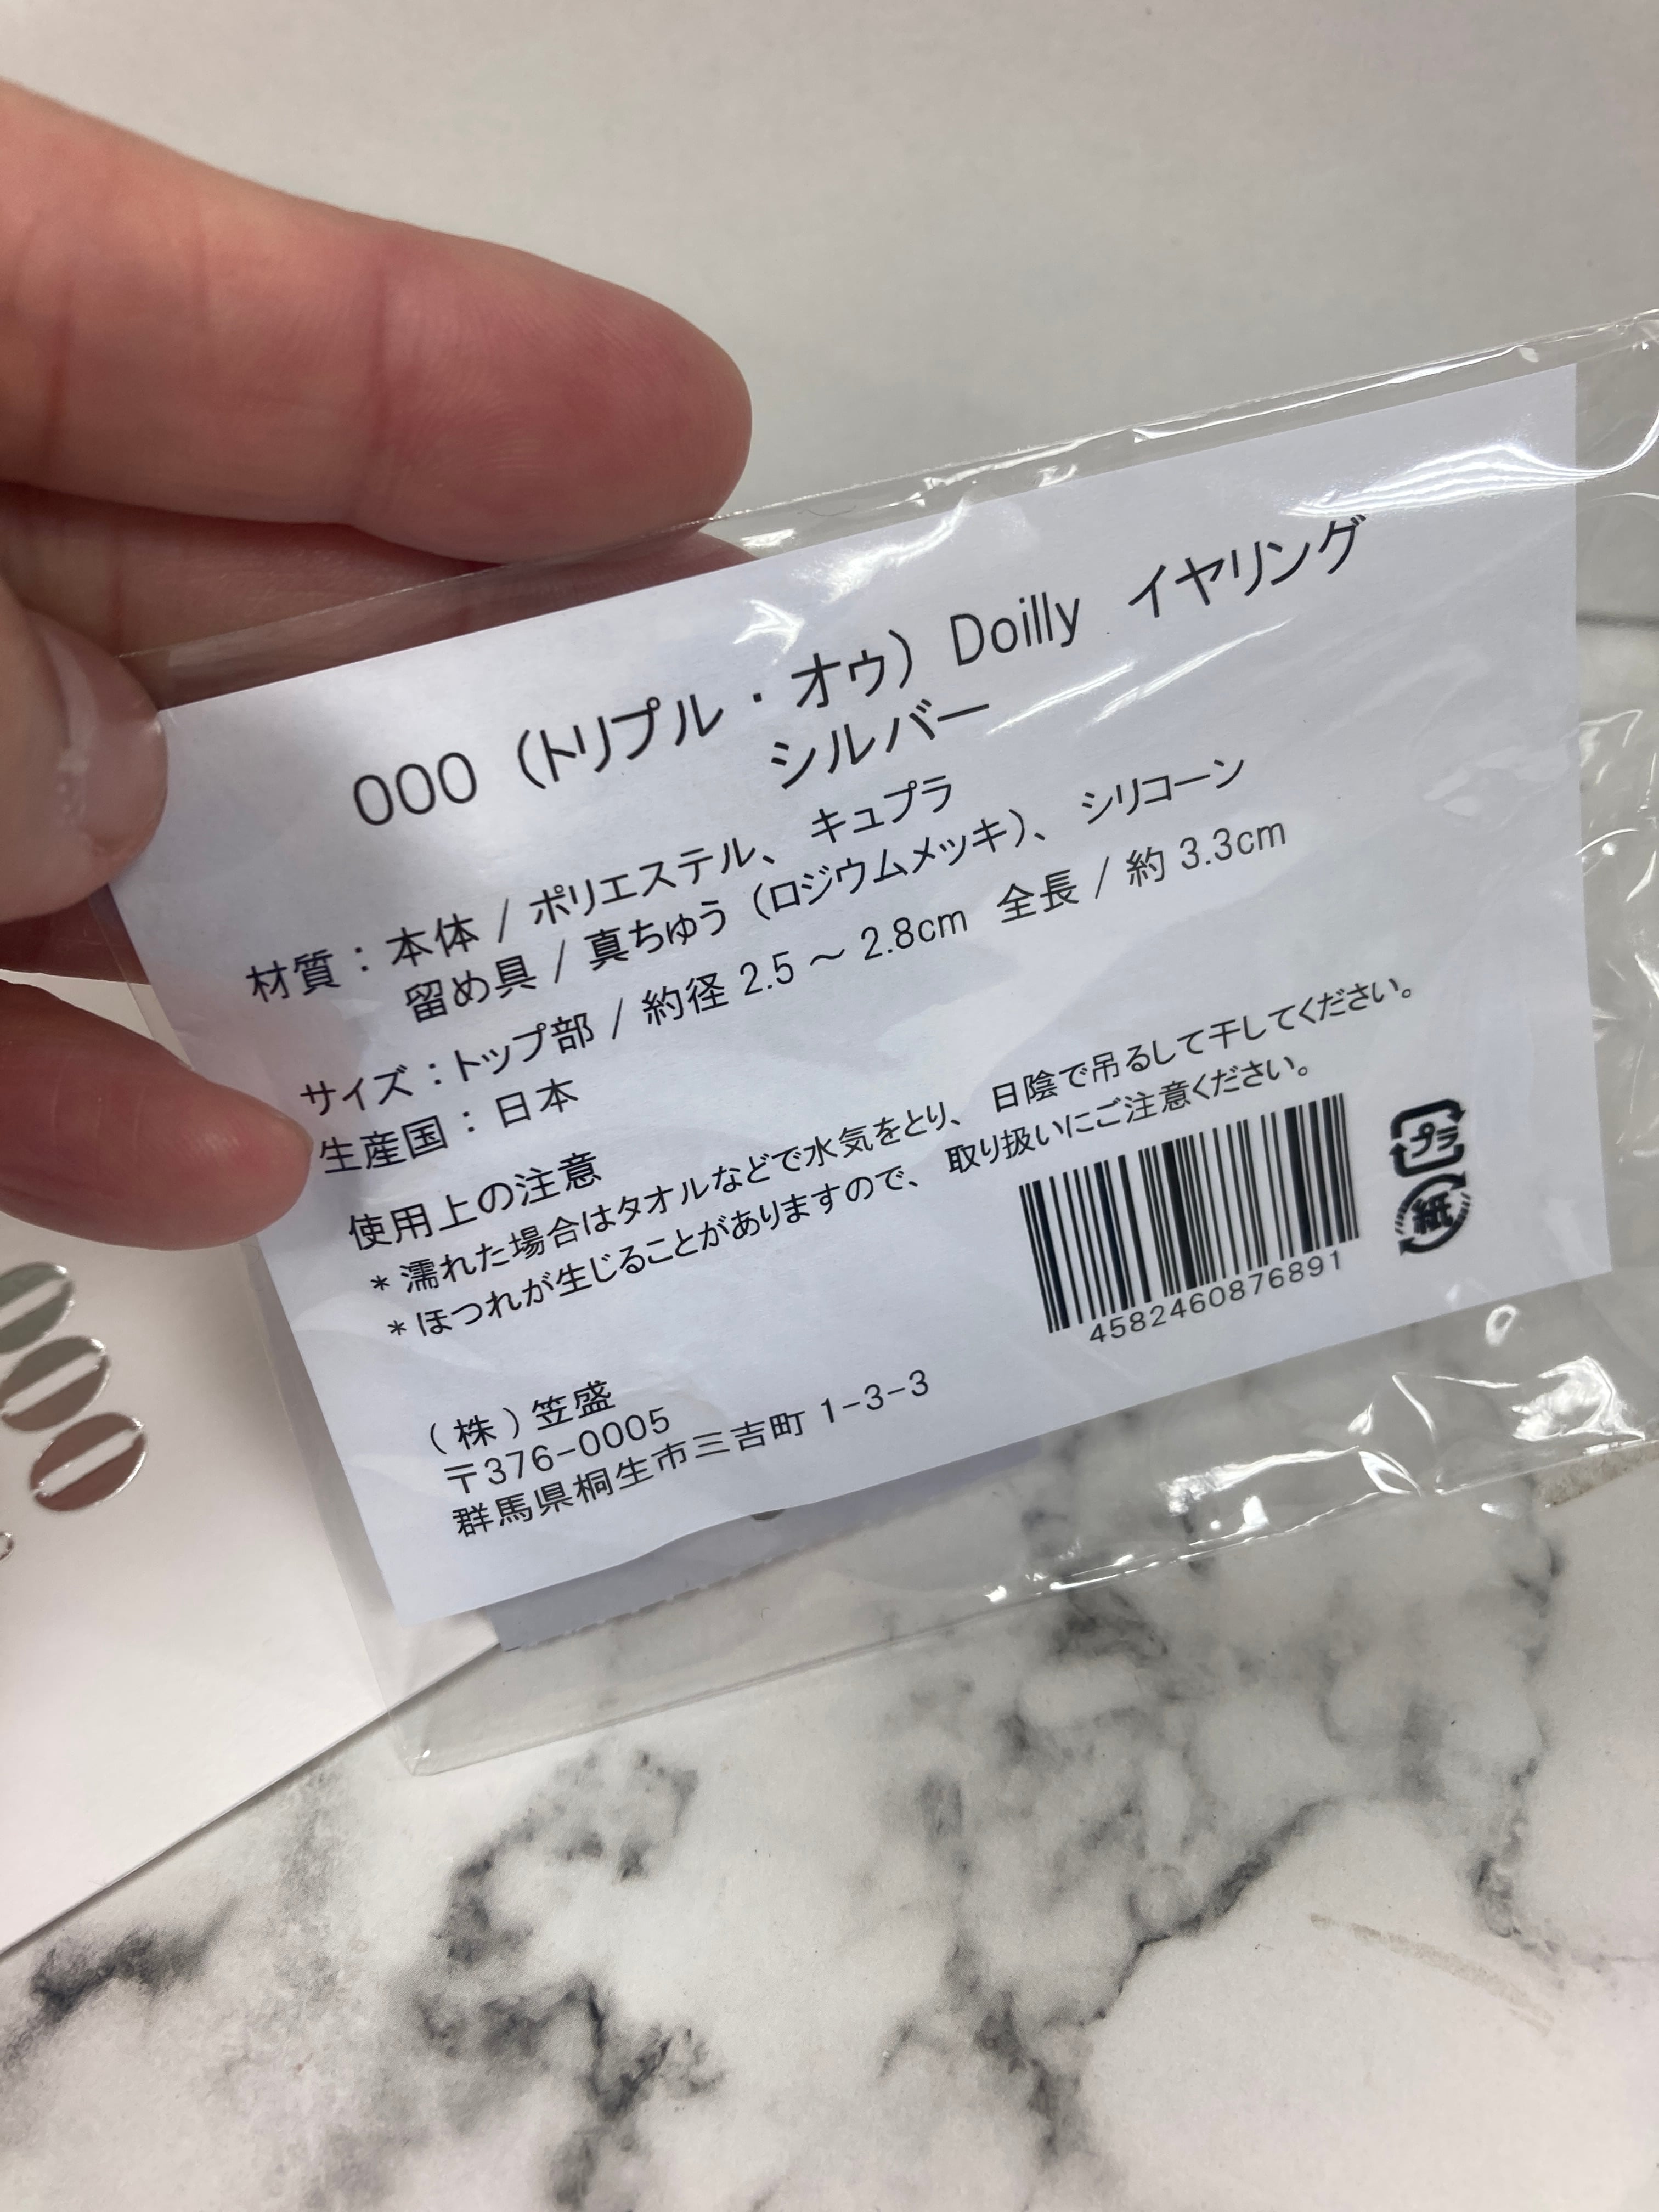 000（トリプル・オゥ）Doilly イヤリング
シルバー
材質：本体 / ポリエステル、キュプラ
留め具 / 真ちゅう（ロジウムメッキ）、シリコーン
サイズ：トップ部 / 約径 2.5 ～ 2.8cm 全長 / 約 3.3cm
生産国：日本
使用上の注意
* 濡れた場合はタオルなどで水気をとり、日陰で吊るして干してください。
* ほつれが生じることがありますので、取り扱いにご注意ください。
4582460876891
プラ
紙
（株）笠盛
〒376-0005
群馬県桐生市三吉町 1-3-3
000